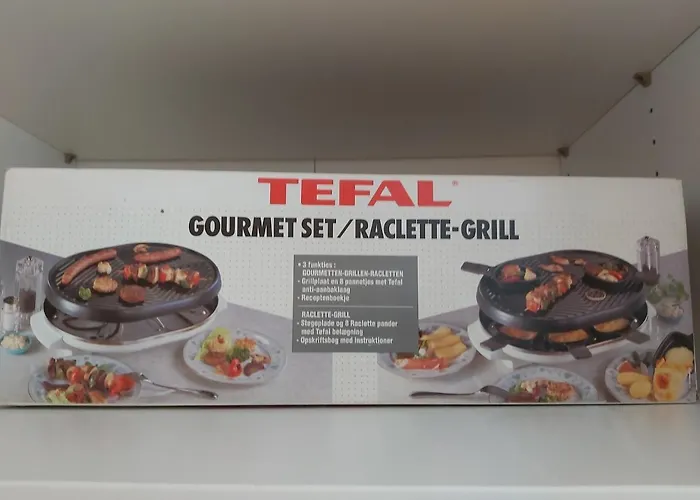 TEFAL®
GOURMET SET/RACLETTE-GRILL
• 3 funkties :
GOURMETTEN-GRILLEN-RACLETTEN
- Grillplaat en 8 pannetjes met Tefal
anti-aanbaklaag
- Receptenboekje
RACLETTE-GRILL
- Stegeplade og 8 Raclette pander
med Tefal belægning
- Opskriftsbog med instruktioner